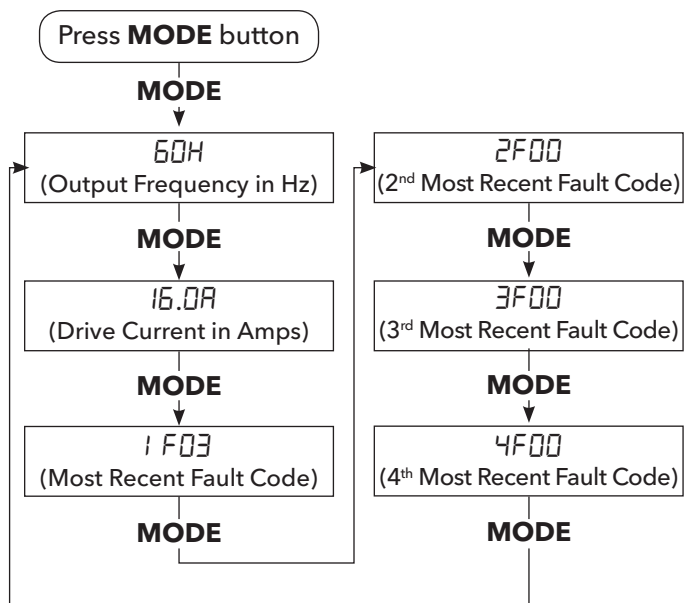 Press MODE button
MODE
60H
(Output Frequency in Hz)
MODE
16.0A
(Drive Current in Amps)
MODE
1 F03
(Most Recent Fault Code)
MODE
2F00
(2nd Most Recent Fault Code)
MODE
3F00
(3rd Most Recent Fault Code)
MODE
4F00
(4th Most Recent Fault Code)
MODE